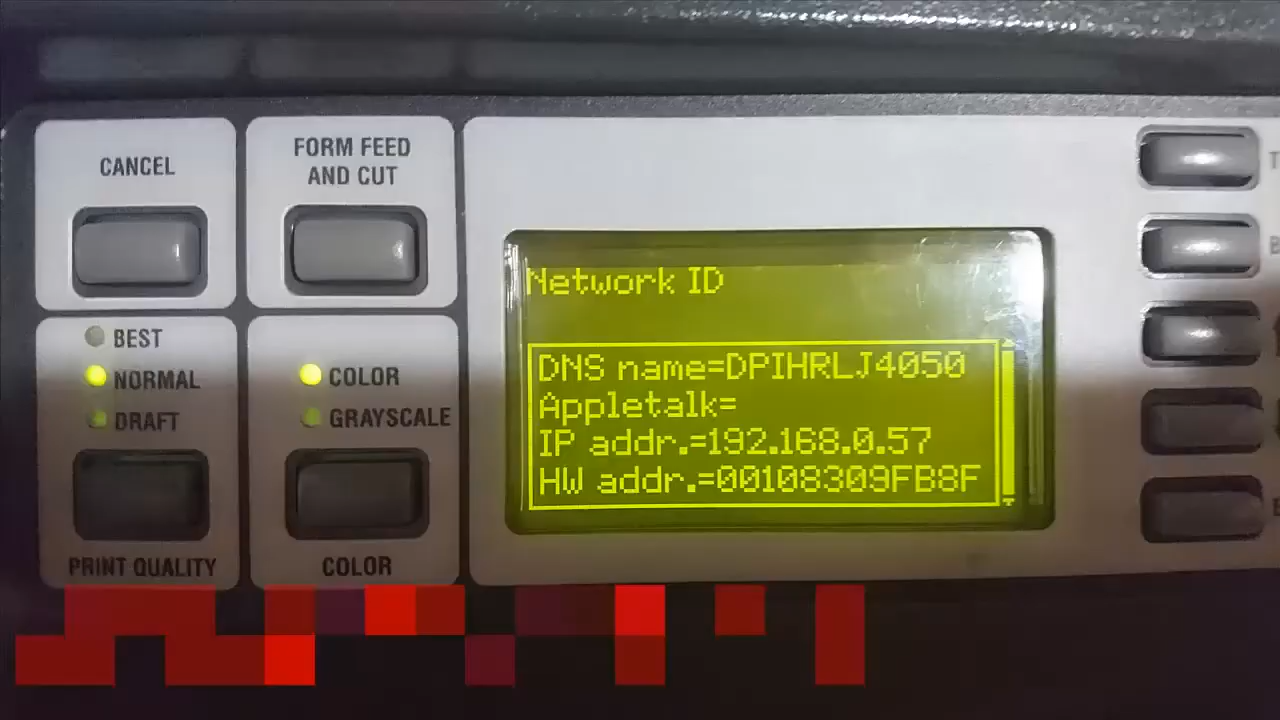 CANCEL
FORM FEED
AND CUT
BEST
NORMAL
DRAFT
PRINT QUALITY
COLOR
GRAYSCALE
COLOR
Network ID
DNS name=DPIHRLJ4050
Appletalk=
IP addr.=192.168.0.57
HW addr.=00108309FB8F